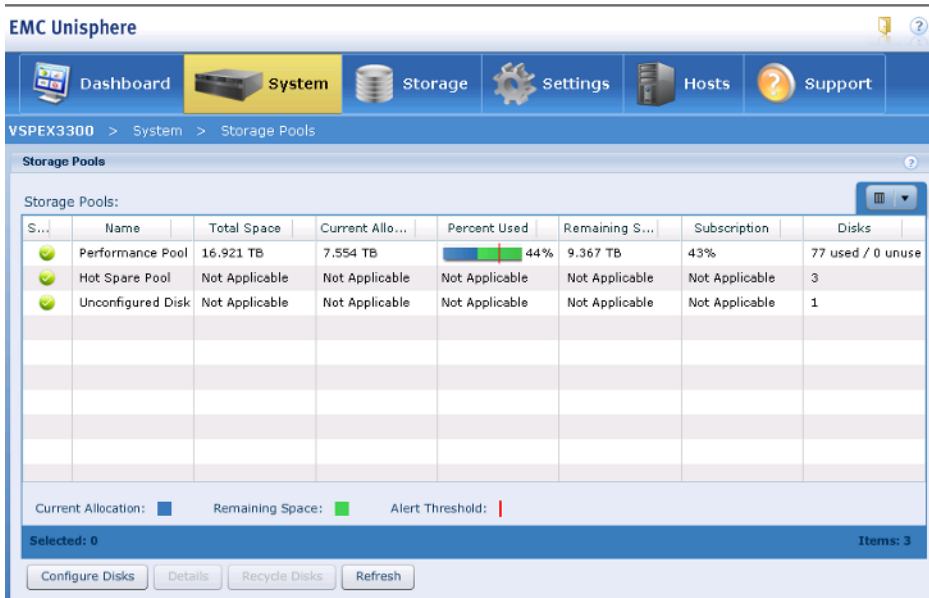 EMC Unisphere
?
Dashboard System Storage Settings Hosts ? Support
VSPEX3300 > System > Storage Pools
Storage Pools ?
Storage Pools:
S... Name Total Space Current Allo... Percent Used Remaining S... Subscription Disks
Performance Pool 16.921 TB 7.554 TB 44% 9.367 TB 43% 77 used / 0 unuse
Hot Spare Pool Not Applicable Not Applicable Not Applicable Not Applicable Not Applicable 3
Unconfigured Disk Not Applicable Not Applicable Not Applicable Not Applicable Not Applicable 1
Current Allocation: Remaining Space: Alert Threshold:
Selected: 0 Items: 3
Configure Disks Details Recycle Disks Refresh